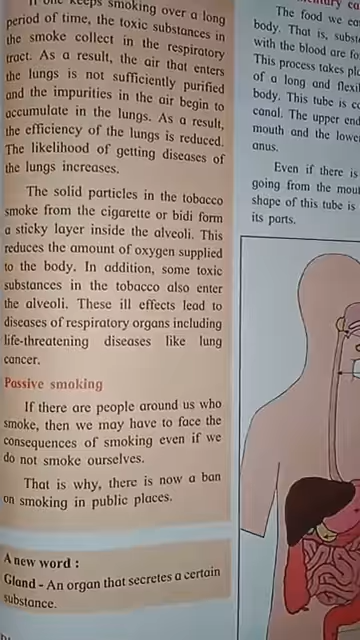 one keeps smoking over a long
period of time, the toxic substances in
the smoke collect in the respiratory
tract. As a result, the air that enters
the lungs is not sufficiently purified
and the impurities in the air begin to
accumulate in the lungs. As a result,
the efficiency of the lungs is reduced.
The likelihood of getting diseases of
the lungs increases.
The solid particles in the tobacco
smoke from the cigarette or bidi form
a sticky layer inside the alveoli. This
reduces the amount of oxygen supplied
to the body. In addition, some toxic
substances in the tobacco also enter
the alveoli. These ill effects lead to
diseases of respiratory organs including
life-threatening diseases like lung
cancer.
Passive smoking
If there are people around us who
smoke, then we may have to face the
consequences of smoking even if we
do not smoke ourselves.
That is why, there is now a ban
on smoking in public places.
A new word :
Gland - An organ that secretes a certain
substance.
The food we
body. That is,
with the blood are
This process takes
of a long and
body. This tube is
canal. The upper
mouth and the
anus.
Even if there is
going from the
shape of this tube is
its parts.